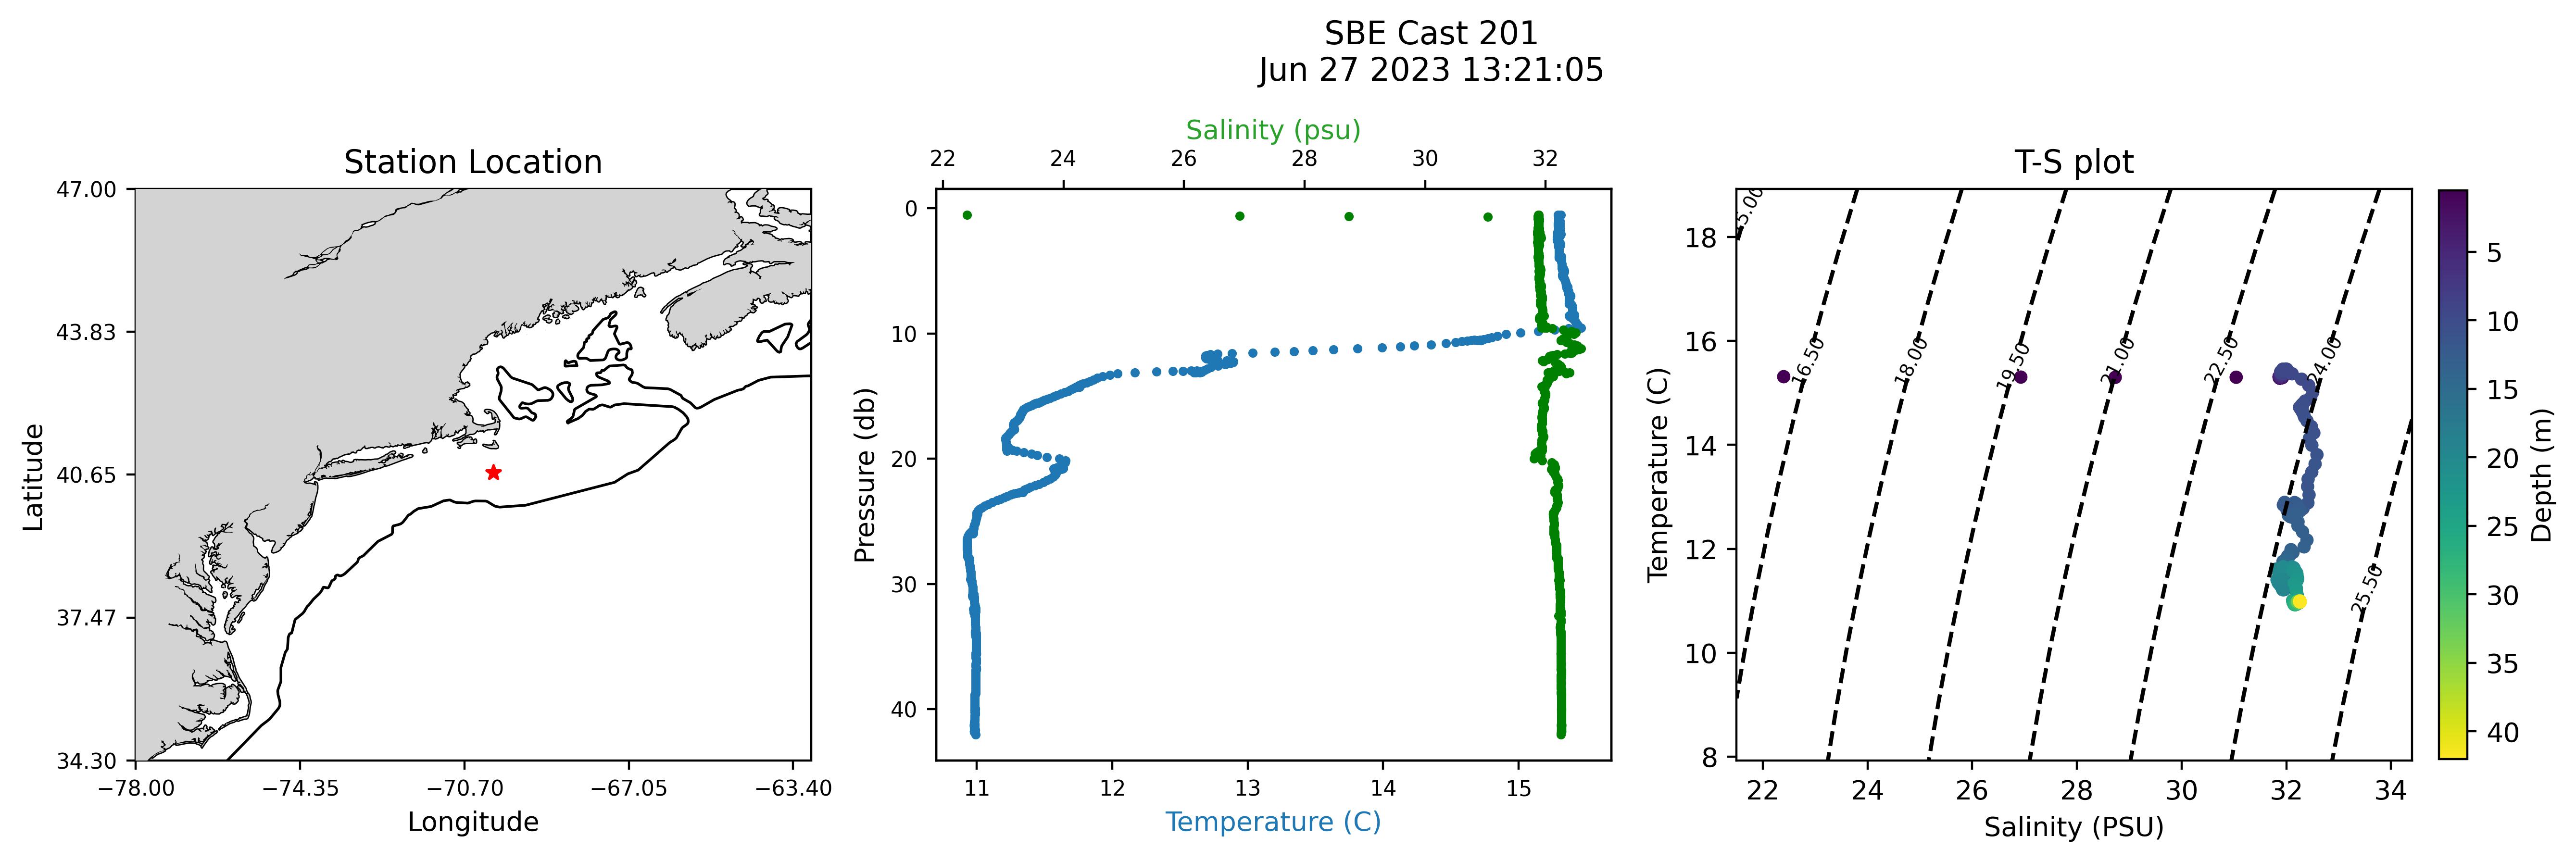 SBE Cast 201
Jun 27 2023 13:21:05
Station Location
47.00
43.83
40.65
37.47
34.30
Latitude
−78.00 −74.35 −70.70 −67.05 −63.40
Longitude
Salinity (psu)
22 24 26 28 30 32
0
10
20
30
40
Pressure (db)
11 12 13 14 15
Temperature (C)
T-S plot
18
16
14
12
10
8
Temperature (C)
16.50 18.00 19.50 21.00 22.50 24.00
25.50
22 24 26 28 30 32 34
Salinity (PSU)
5
10
15
20
25
30
35
40
Depth (m)